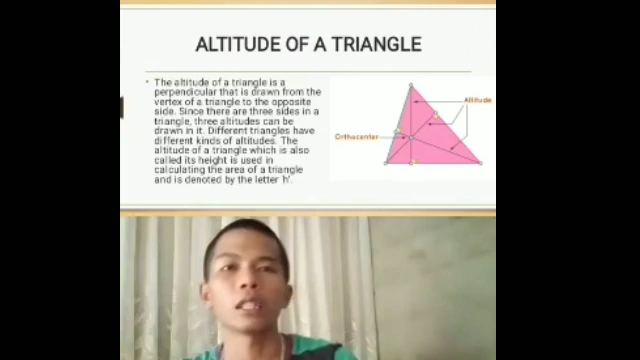 ALTITUDE OF A TRIANGLE
• The altitude of a triangle is a
perpendicular that is drawn from the
vertex of a triangle to the opposite
side. Since there are three sides in a
triangle, three altitudes can be
drawn in it. Different triangles have
different kinds of altitudes. The
altitude of a triangle which is also
called its height is used in
calculating the area of a triangle
and is denoted by the letter 'h'.
Altitude
Orthocenter